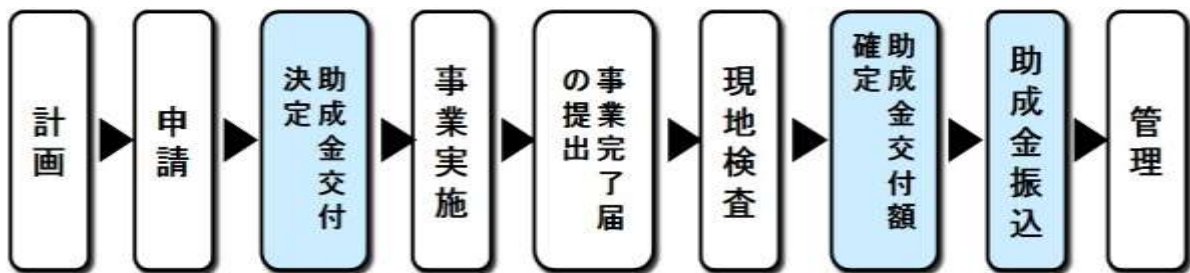 計画
申請
助成金交付
決定
事業実施
事業完了届
の提出
現地検査
助成金交付額
確定
助成金振込
管理